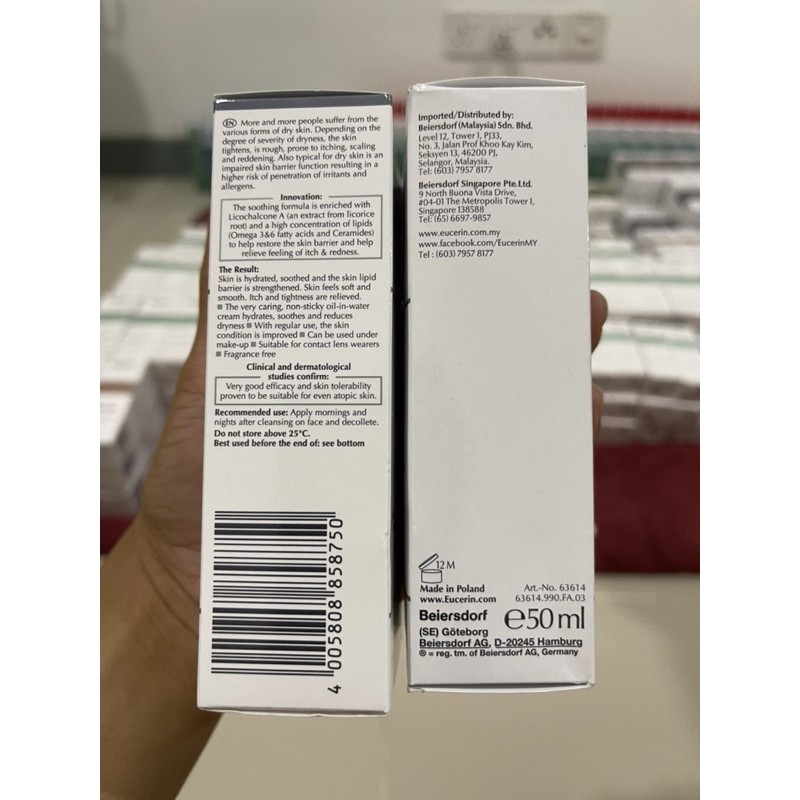 EN More and more people suffer from the
various forms of dry skin. Depending on the
degree of severity of dryness, the skin
tightens, is rough, prone to itching, scaling
and reddening. Also typical for dry skin is an
impaired skin barrier function resulting in a
higher risk of penetration of irritants and
allergens.
Innovation:
The soothing formula is enriched with
Licochalcone A (an extract from licorice
root) and a high concentration of lipids
(Omega 3&6 fatty acids and Ceramides)
to help restore the skin barrier and help
relieve feeling of itch & redness.
The Result:
Skin is hydrated, soothed and the skin lipid
barrier is strengthened. Skin feels soft and
smooth. Itch and tightness are relieved.
■ The very caring, non-sticky oil-in-water
cream hydrates, soothes and reduces
dryness ■ With regular use, the skin
condition is improved ■ Can be used under
make-up ■ Suitable for contact lens wearers
■ Fragrance free
Clinical and dermatological
studies confirm:
Very good efficacy and skin tolerability
proven to be suitable for even atopic skin.
Recommended use: Apply mornings and
nights after cleansing on face and decollete.
Do not store above 25°C.
Best used before the end of: see bottom
4 005808 858750
Imported/Distributed by:
Beiersdorf (Malaysia) Sdn. Bhd.
Level 12, Tower 1, PJ33,
No. 3, Jalan Prof Khoo Kay Kim,
Seksyen 13, 46200 PJ,
Selangor, Malaysia.
Tel: (603) 7957 8177
Beiersdorf Singapore Pte. Ltd.
9 North Buona Vista Drive,
#04-01 The Metropolis Tower 1,
Singapore 138588
Tel: (65) 6697-9857
www.eucerin.com.my
www.facebook.com/EucerinMY
Tel : (603) 7957 8177
12 M
Made in Poland Art.-No. 63614
www.Eucerin.com 63614.990.FA.03
Beiersdorf ℮50 ml
(SE) Göteborg
Beiersdorf AG, D-20245 Hamburg
® = reg. tm. of Beiersdorf AG, Germany